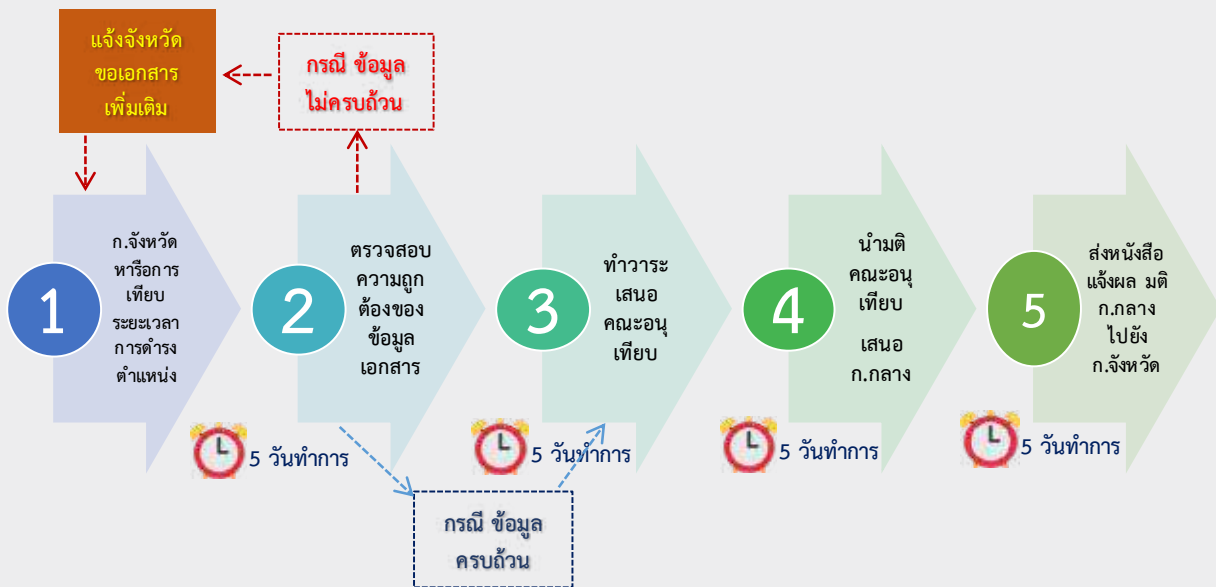 แจ้งจังหวัด
ขอเอกสาร
เพิ่มเติม
กรณี ข้อมูล
ไม่ครบถ้วน
1
ก.จังหวัด
หารือการ
เทียบ
ระยะเวลา
การดำรง
ตำแหน่ง
2
ตรวจสอบ
ความถูก
ต้องของ
ข้อมูล
เอกสาร
3
ทำวาระ
เสนอ
คณะอนุ
เทียบ
4
นำมติ
คณะอนุ
เทียบ
เสนอ
ก.กลาง
5
ส่งหนังสือ
แจ้งผล มติ
ก.กลาง
ไปยัง
ก.จังหวัด
5 วันทำการ
5 วันทำการ
5 วันทำการ
5 วันทำการ
กรณี ข้อมูล
ครบถ้วน